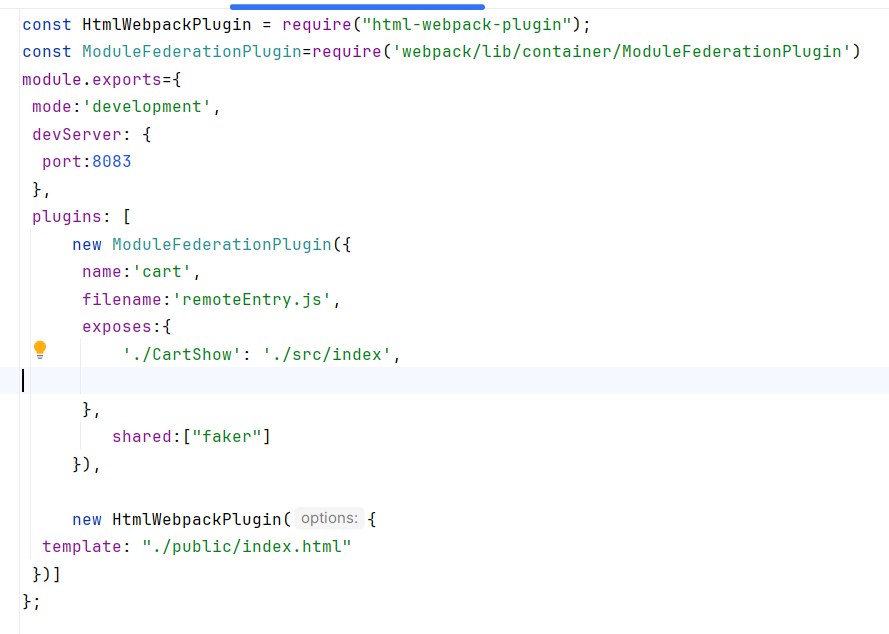 const HtmlWebpackPlugin = require("html-webpack-plugin");
const ModuleFederationPlugin=require('webpack/lib/container/ModuleFederationPlugin')
module.exports={
 mode:'development',
 devServer: {
  port:8083
 },
 plugins: [
     new ModuleFederationPlugin({
      name:'cart',
      filename:'remoteEntry.js',
      exposes:{
          './CartShow': './src/index',
      },
         shared:["faker"]
     }),
     new HtmlWebpackPlugin( options: {
  template: "./public/index.html"
 })]
};